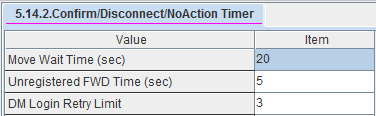 5.14.2.Confirm/Disconnect/NoAction Timer
Value Item
Move Wait Time (sec) 20
Unregistered FWD Time (sec) 5
DM Login Retry Limit 3